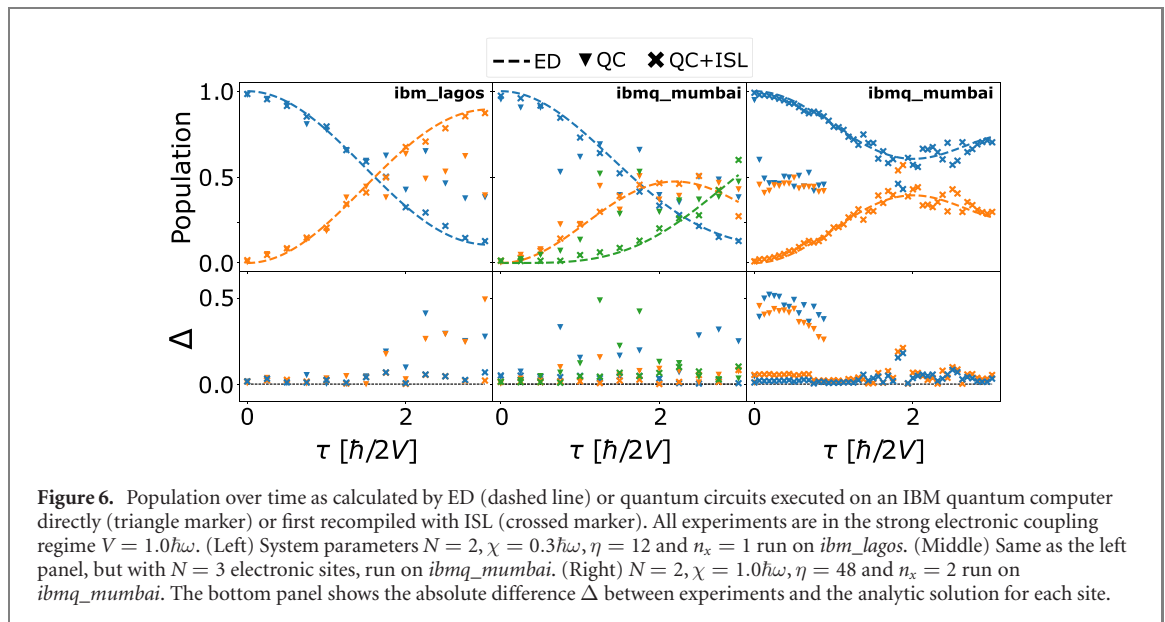 ED QC QC+ISL
ibm_lagos ibmq_mumbai ibmq_mumbai
1.0
0.5
0.0
Population
0.5
0.0
Δ
0 2 0 2 0 2
τ [ħ/2V] τ [ħ/2V] τ [ħ/2V]
Figure 6. Population over time as calculated by ED (dashed line) or quantum circuits executed on an IBM quantum computer
directly (triangle marker) or first recompiled with ISL (crossed marker). All experiments are in the strong electronic coupling
regime V = 1.0ħω. (Left) System parameters N = 2, χ = 0.3ħω, η = 12 and nₓ = 1 run on ibm_lagos. (Middle) Same as the left
panel, but with N = 3 electronic sites, run on ibmq_mumbai. (Right) N = 2, χ = 1.0ħω, η = 48 and nₓ = 2 run on
ibmq_mumbai. The bottom panel shows the absolute difference Δ between experiments and the analytic solution for each site.